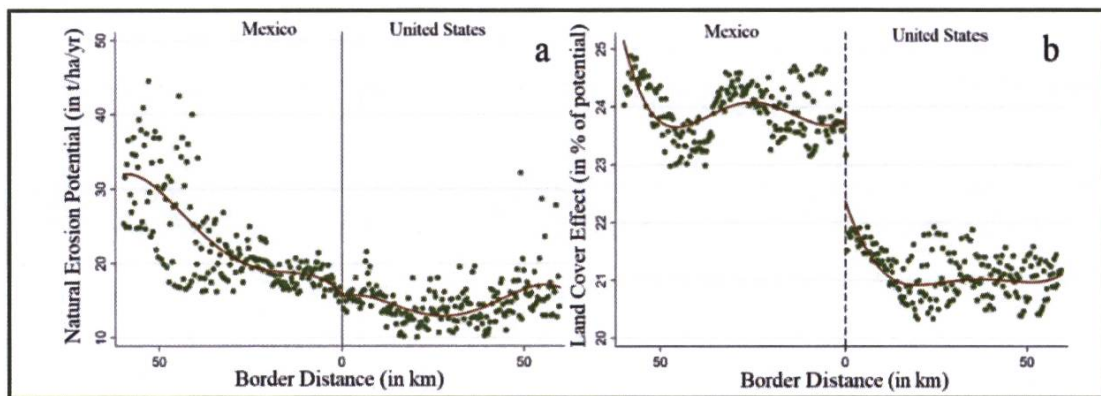 Mexico
United States
a
Natural Erosion Potential (in t/ha/yr)
50
40
30
20
10
50
0
50
Border Distance (in km)
Mexico
United States
b
Land Cover Effect (in % of potential)
25
24
23
22
21
20
50
0
50
Border Distance (in km)